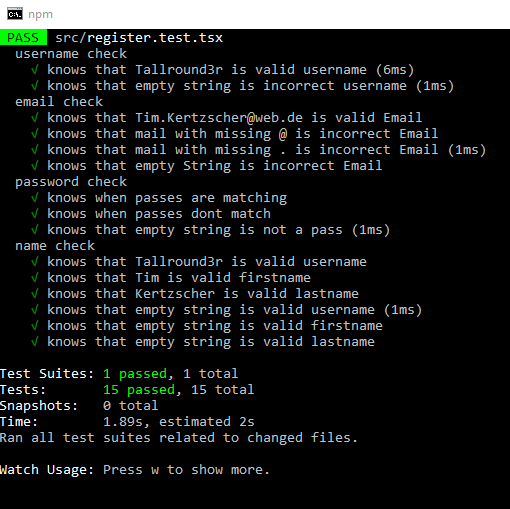 npm
PASS src/register.test.tsx
username check
√ knows that Tallround3r is valid username (6ms)
√ knows that empty string is incorrect username (1ms)
email check
√ knows that Tim.Kertzscher@web.de is valid Email
√ knows that mail with missing @ is incorrect Email
√ knows that mail with missing . is incorrect Email (1ms)
√ knows that empty String is incorrect Email
password check
√ knows when passes are matching
√ knows when passes dont match
√ knows that empty string is not a pass (1ms)
name check
√ knows that Tallround3r is valid username
√ knows that Tim is valid firstname
√ knows that Kertzscher is valid lastname
√ knows that empty string is valid username (1ms)
√ knows that empty string is valid firstname
√ knows that empty string is valid lastname
Test Suites: 1 passed, 1 total
Tests: 15 passed, 15 total
Snapshots: 0 total
Time: 1.89s, estimated 2s
Ran all test suites related to changed files.
Watch Usage: Press w to show more.